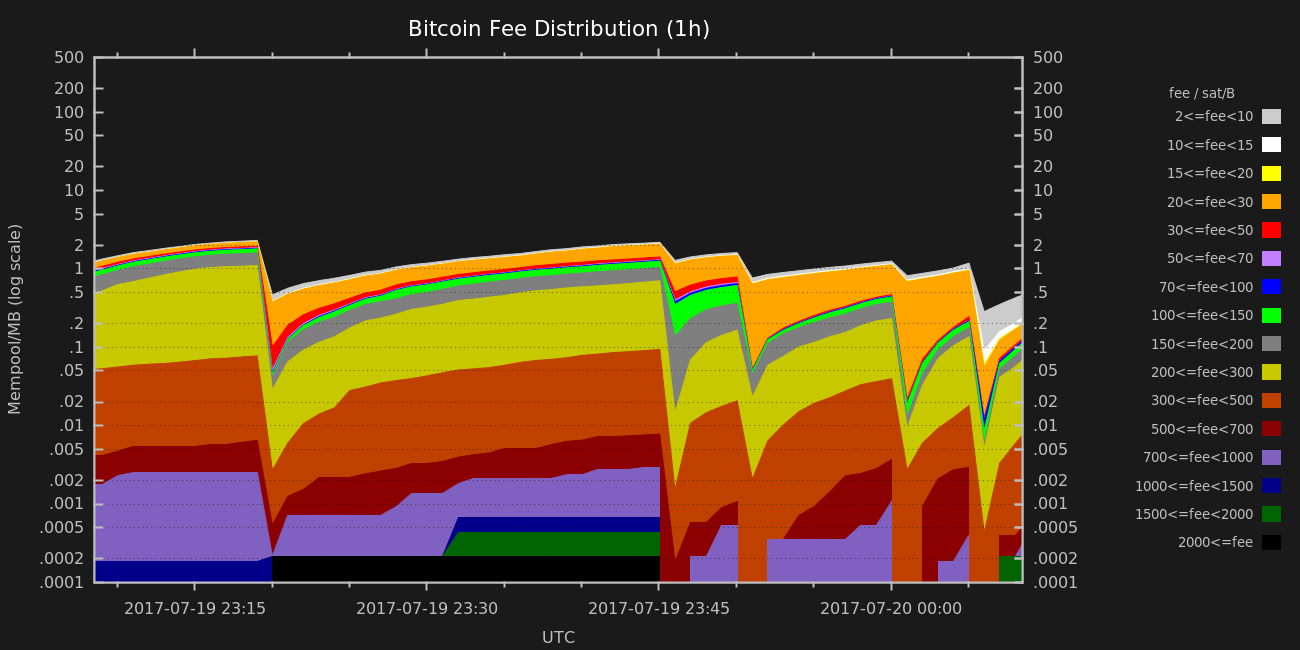 Bitcoin Fee Distribution (1h)
Mempool/MB (log scale)
500
200
100
50
20
10
5
2
1
.5
.2
.1
.05
.02
.01
.005
.002
.001
.0005
.0002
.0001
500
200
100
50
20
10
5
2
1
.5
.2
.1
.05
.02
.01
.005
.002
.001
.0005
.0002
.0001
2017-07-19 23:15
2017-07-19 23:30
2017-07-19 23:45
2017-07-20 00:00
UTC
fee / sat/B
2<=fee<10
10<=fee<15
15<=fee<20
20<=fee<30
30<=fee<50
50<=fee<70
70<=fee<100
100<=fee<150
150<=fee<200
200<=fee<300
300<=fee<500
500<=fee<700
700<=fee<1000
1000<=fee<1500
1500<=fee<2000
2000<=fee